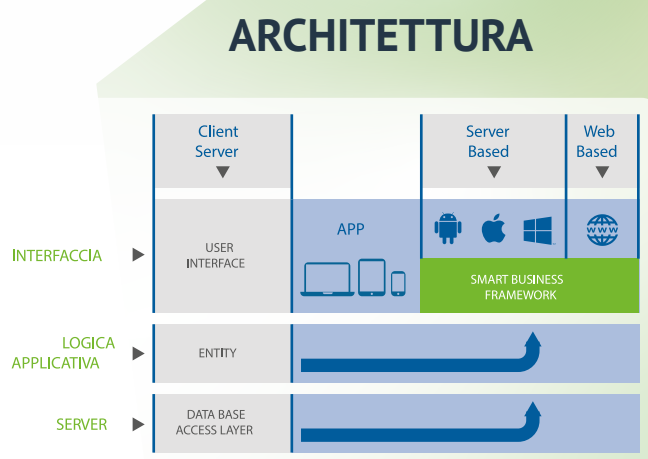 ARCHITETTURA
Client
Server
Server
Based
Web
Based
INTERFACCIA
USER
INTERFACE
APP
WWW
SMART BUSINESS
FRAMEWORK
LOGICA
APPLICATIVA
ENTITY
SERVER
DATA BASE
ACCESS LAYER